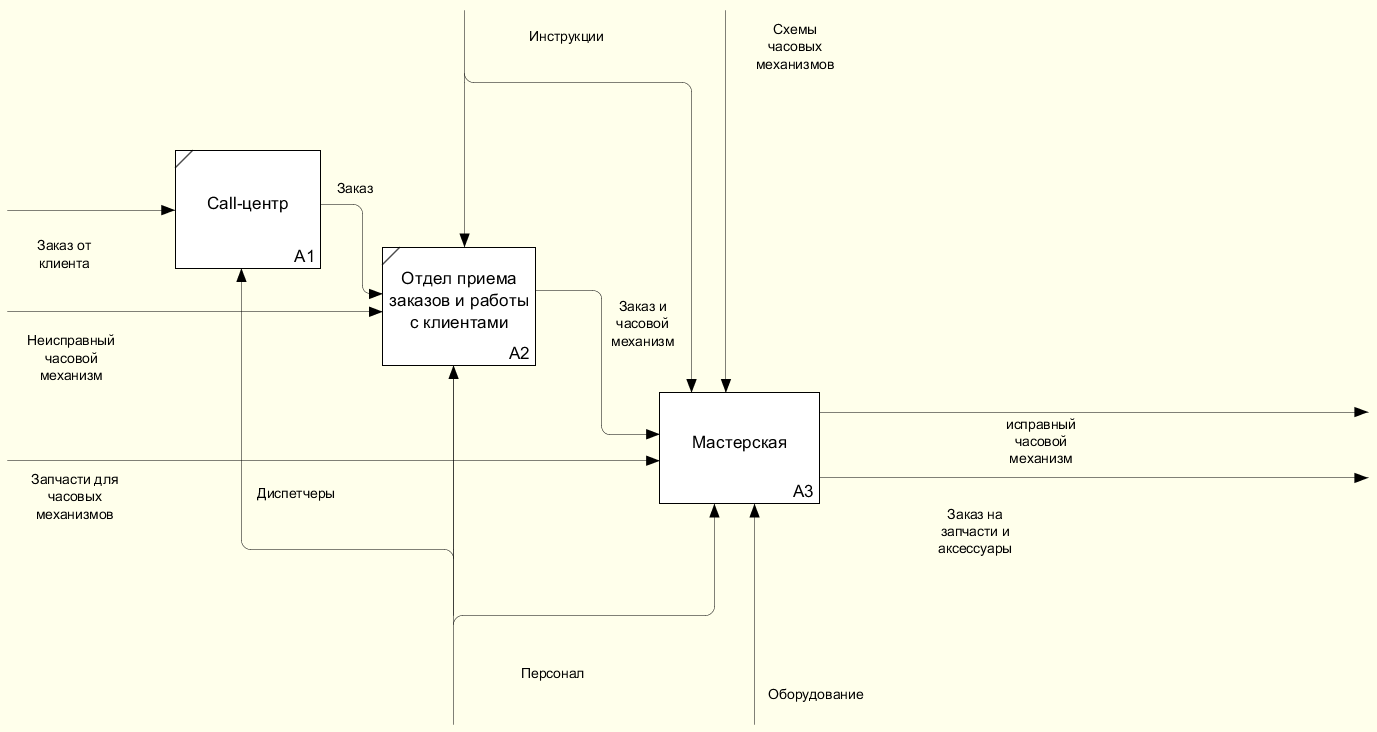 Инструкции
Схемы
часовых
механизмов
Call-центр
A1
Заказ
Заказ от
клиента
Отдел приема
заказов и работы
с клиентами
A2
Неисправный
часовой
механизм
Заказ и
часовой
механизм
Мастерская
A3
исправный
часовой
механизм
Запчасти для
часовых
механизмов
Диспетчеры
Заказ на
запчасти и
аксессуары
Персонал
Оборудование